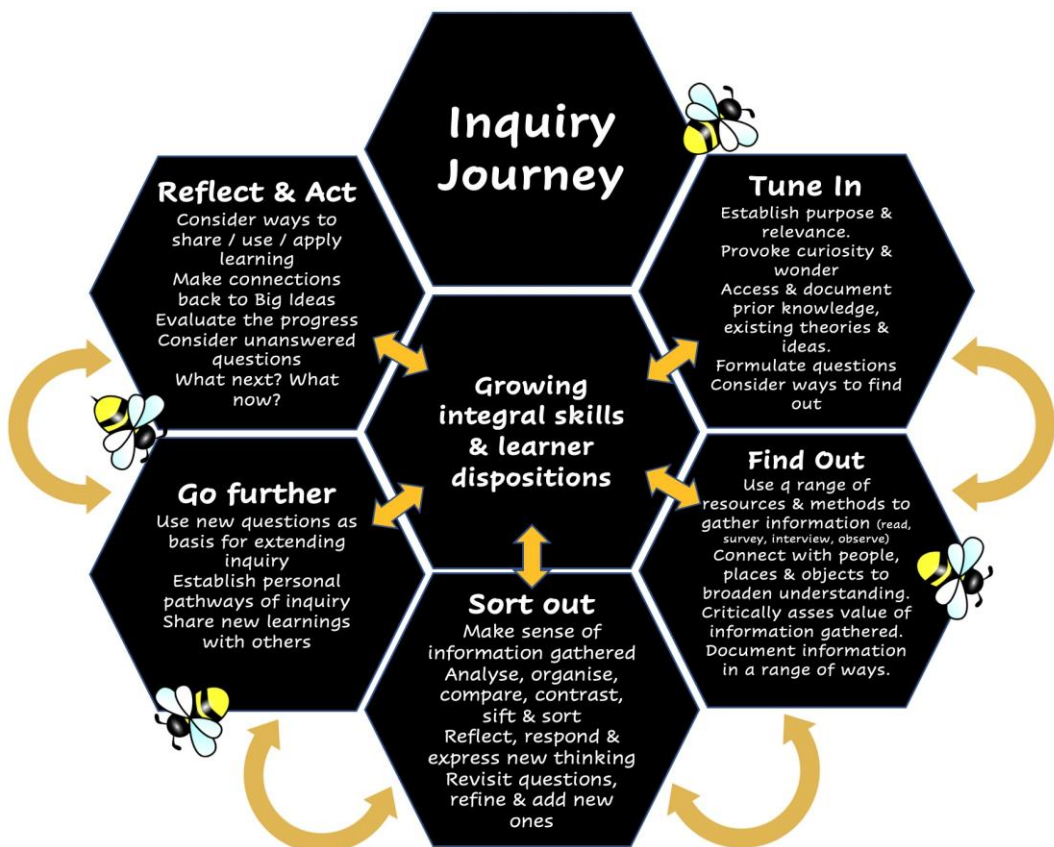 Inquiry
Journey
Tune In
Establish purpose &
relevance.
Provoke curiosity &
wonder
Access & document
prior knowledge,
existing theories &
ideas.
Formulate questions
Consider ways to find
out
Find Out
Use q range of
resources & methods to
gather information (read,
survey, interview, observe)
Connect with people,
places & objects to
broaden understanding.
Critically asses value of
information gathered.
Document information
in a range of ways.
Sort out
Make sense of
information gathered
Analyse, organise,
compare, contrast,
sift & sort
Reflect, respond &
express new thinking
Revisit questions,
refine & add new
ones
Go further
Use new questions as
basis for extending
inquiry
Establish personal
pathways of inquiry
Share new learnings
with others
Reflect & Act
Consider ways to
share / use / apply
learning
Make connections
back to Big Ideas
Evaluate the progress
Consider unanswered
questions
What next? What
now?
Growing
integral skills
& learner
dispositions